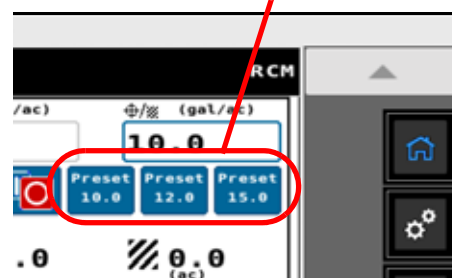 RCM
/ac) (gal/ac)
10.0
Preset Preset Preset
10.0 12.0 15.0
.0 0.0
(ac)